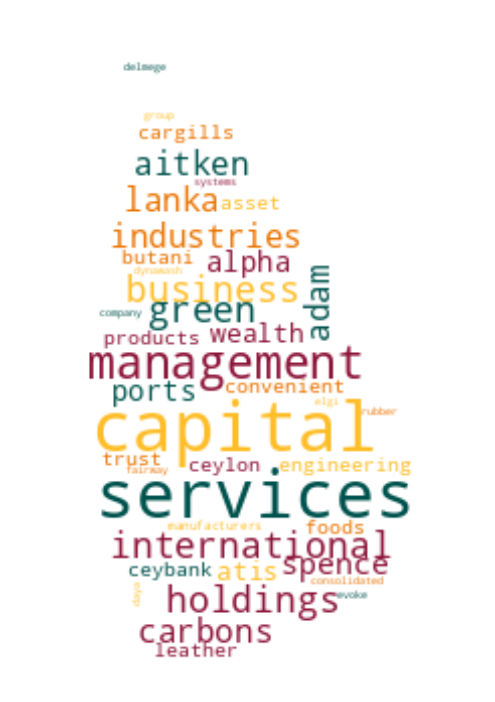 delmege
group
cargills
aitken
systems
lanka asset
industries
butani alpha
dynawash
business
adam
company green
products wealth
management
ports convenient
elgi
capital rubber
trust ceylon engineering
fairway
services
manufacturers foods
international
ceybank atis spence
consolidated
daya holdings evoke
carbons
leather